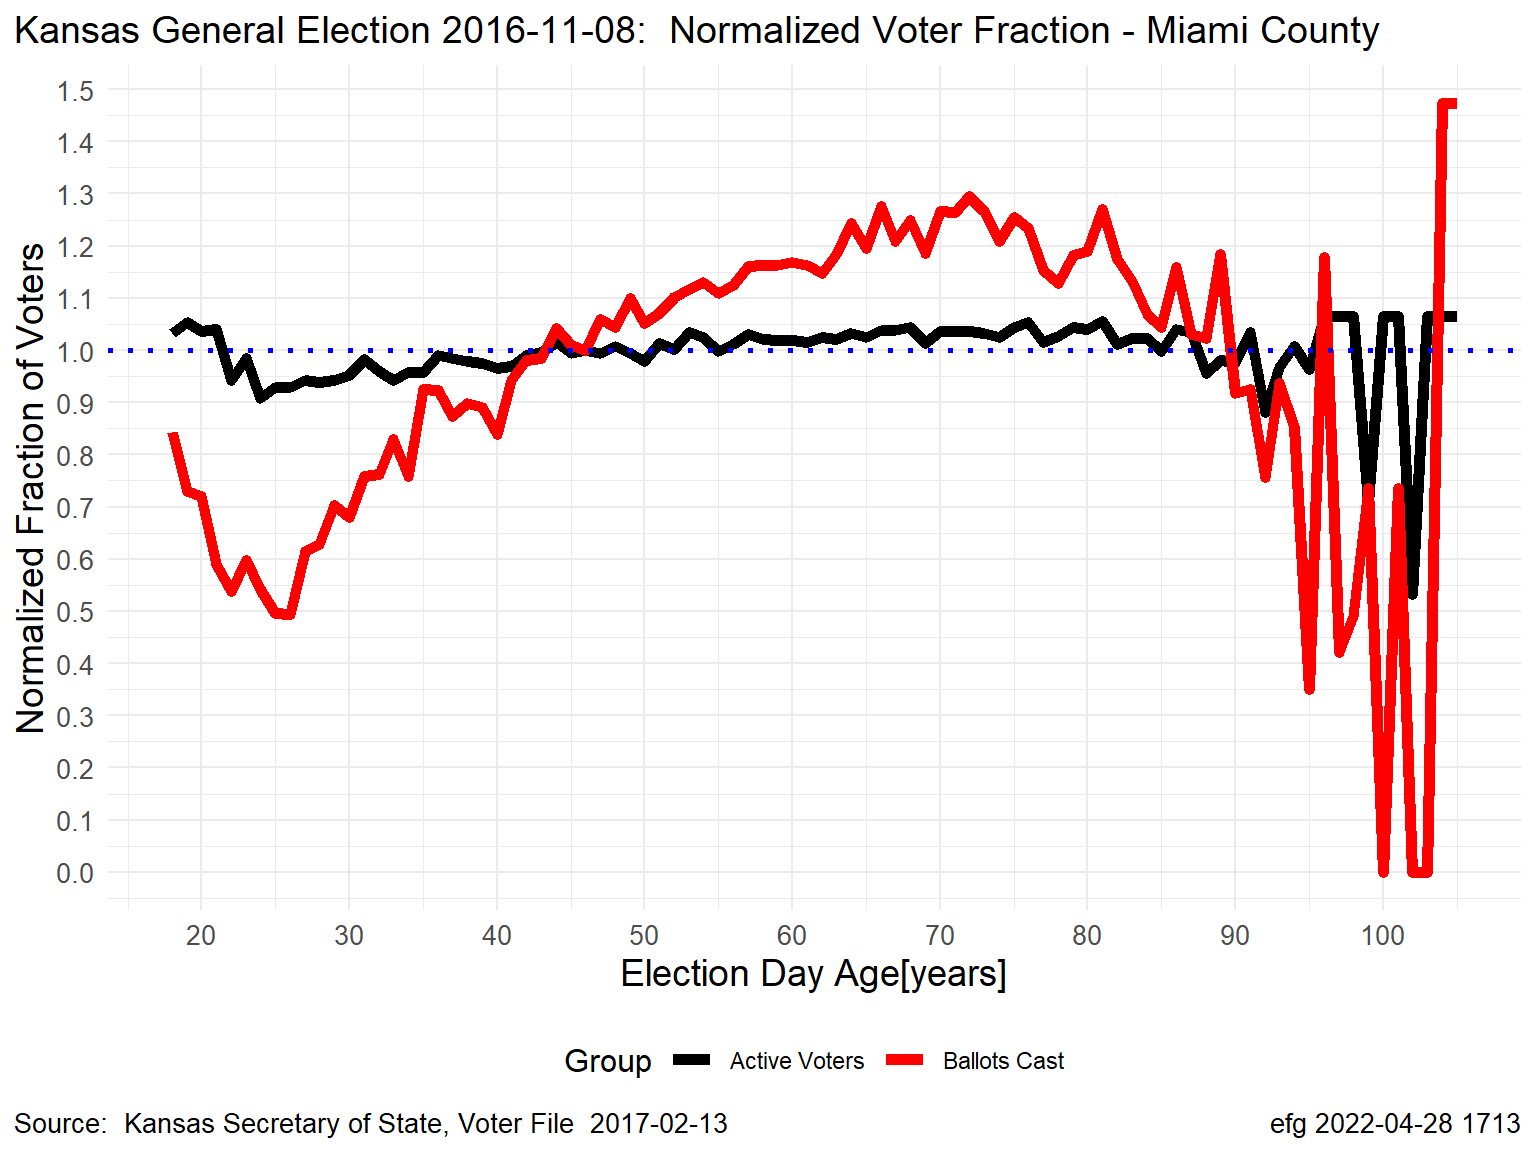 Kansas General Election 2016-11-08:  Normalized Voter Fraction - Miami County
Normalized Fraction of Voters
1.5
1.4
1.3
1.2
1.1
1.0
0.9
0.8
0.7
0.6
0.5
0.4
0.3
0.2
0.1
0.0
20 30 40 50 60 70 80 90 100
Election Day Age[years]
Group Active Voters Ballots Cast
Source:  Kansas Secretary of State, Voter File  2017-02-13
efg 2022-04-28 1713